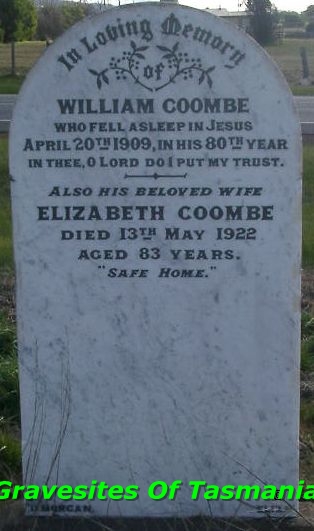 In Loving Memory
of
WILLIAM COOMBE
WHO FELL ASLEEP IN JESUS
APRIL 20TH 1909, IN HIS 80TH YEAR
IN THEE, O LORD DO I PUT MY TRUST.
ALSO HIS BELOVED WIFE
ELIZABETH COOMBE
DIED 13TH MAY 1922
AGED 83 YEARS.
"SAFE HOME."
Gravesites Of Tasmania
MORGAN.